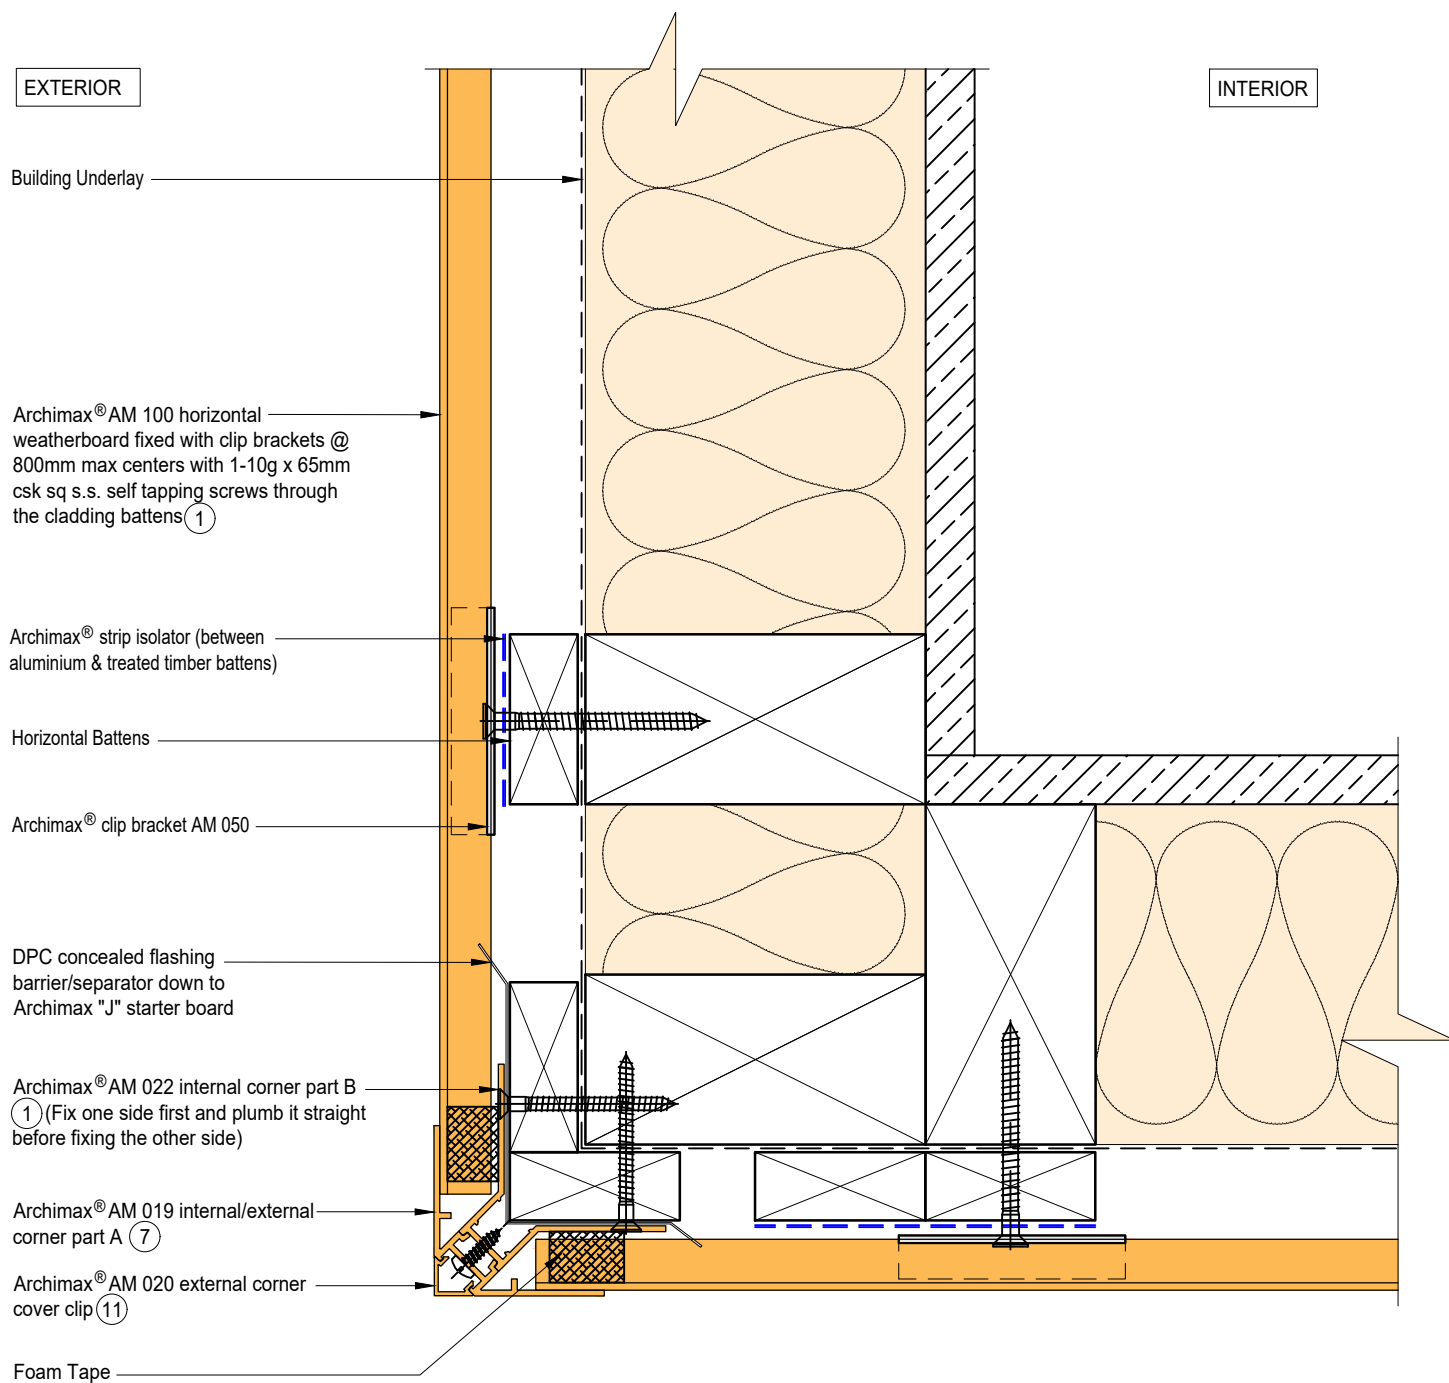 EXTERIOR
INTERIOR
Building Underlay
Archimax® AM 100 horizontal
weatherboard fixed with clip brackets @
800mm max centers with 1-10g x 65mm
csk sq s.s. self tapping screws through
the cladding battens 1
Archimax® strip isolator (between
aluminium & treated timber battens)
Horizontal Battens
Archimax® clip bracket AM 050
DPC concealed flashing
barrier/separator down to
Archimax "J" starter board
Archimax® AM 022 internal corner part B
1 (Fix one side first and plumb it straight
before fixing the other side)
Archimax® AM 019 internal/external
corner part A 7
Archimax® AM 020 external corner
cover clip 11
Foam Tape